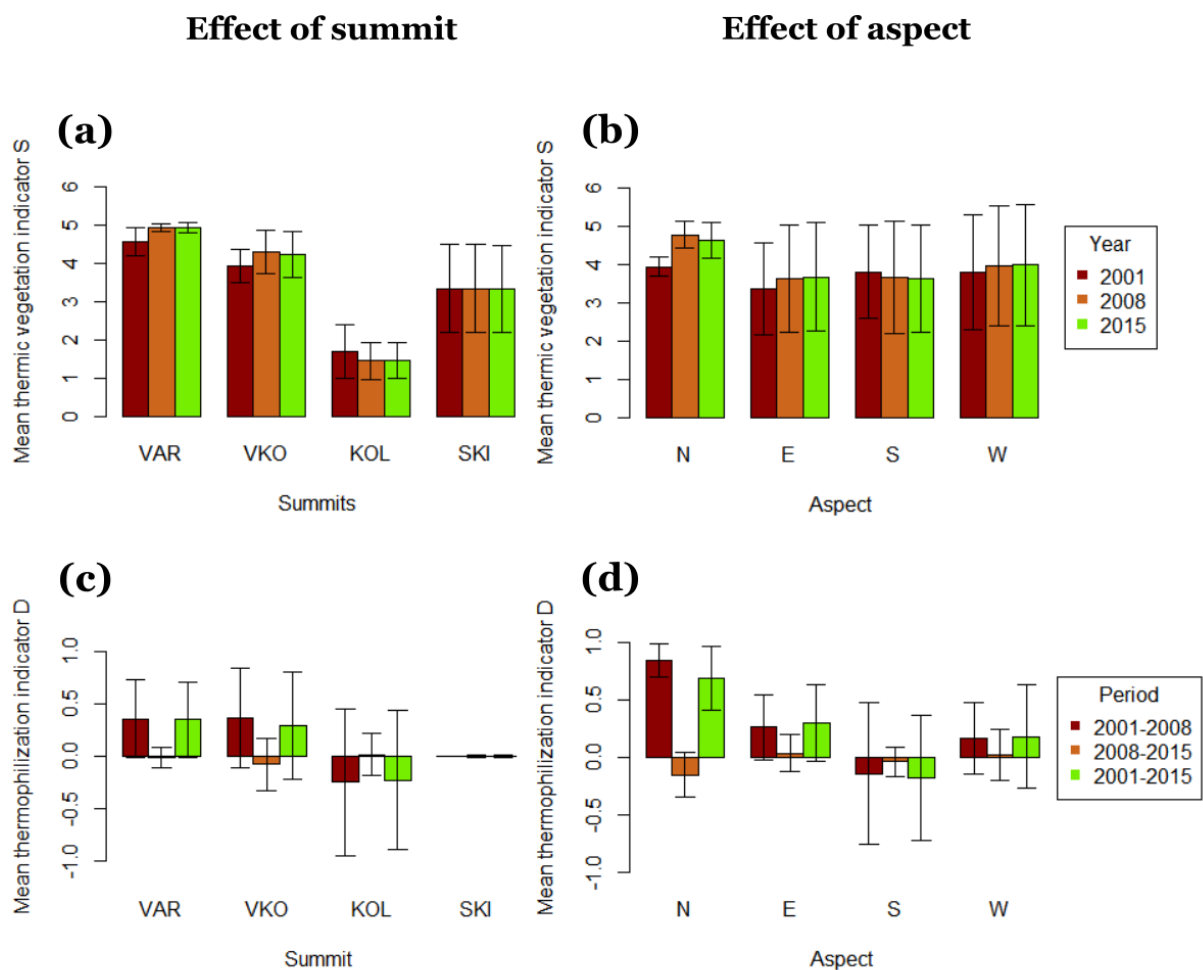 Effect of summit
Effect of aspect
(a)
Mean thermic vegetation indicator S
6
5
4
3
2
1
0
VAR VKO KOL SKI
Summits
(b)
Mean thermic vegetation indicator S
6
5
4
3
2
1
0
N E S W
Aspect
Year
2001
2008
2015
(c)
Mean thermophilization indicator D
1.0
0.5
0.0
-0.5
-1.0
VAR VKO KOL SKI
Summit
(d)
Mean thermophilization indicator D
1.0
0.5
0.0
-0.5
-1.0
N E S W
Aspect
Period
2001-2008
2008-2015
2001-2015